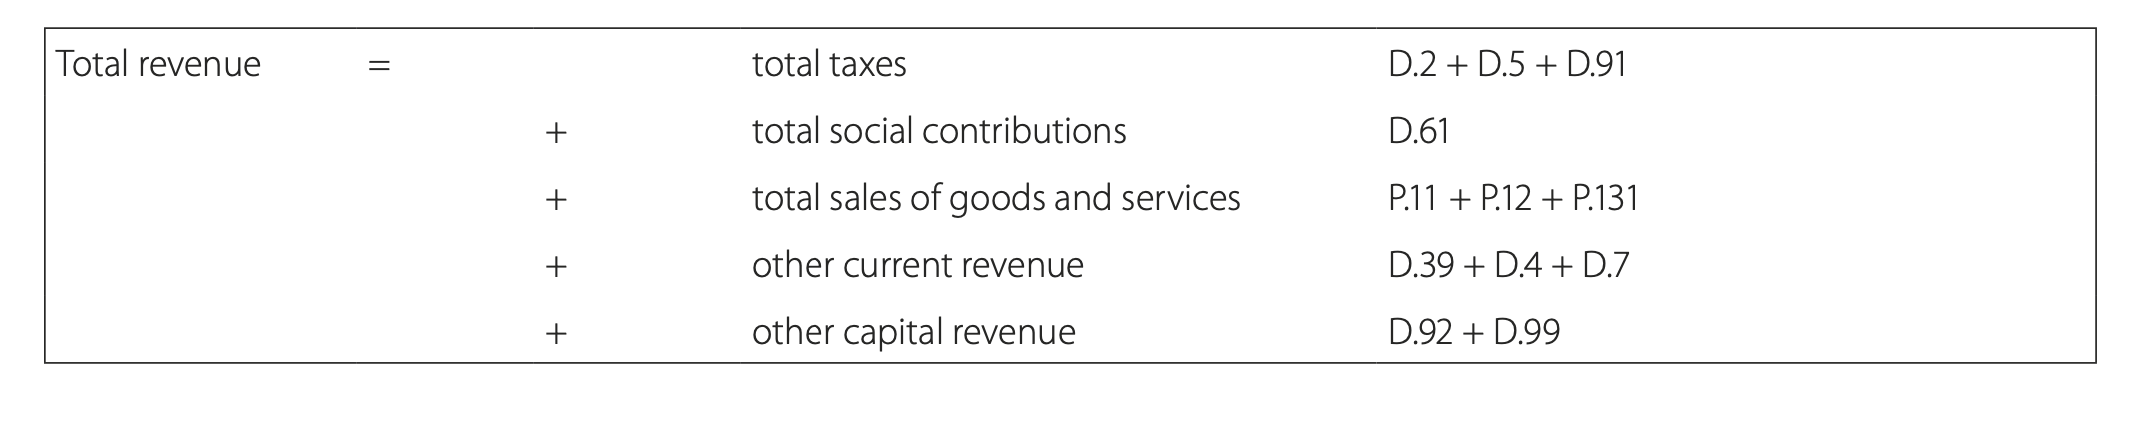 Total revenue = total taxes D.2 + D.5 + D.91
+ total social contributions D.61
+ total sales of goods and services P.11 + P.12 + P.131
+ other current revenue D.39 + D.4 + D.7
+ other capital revenue D.92 + D.99